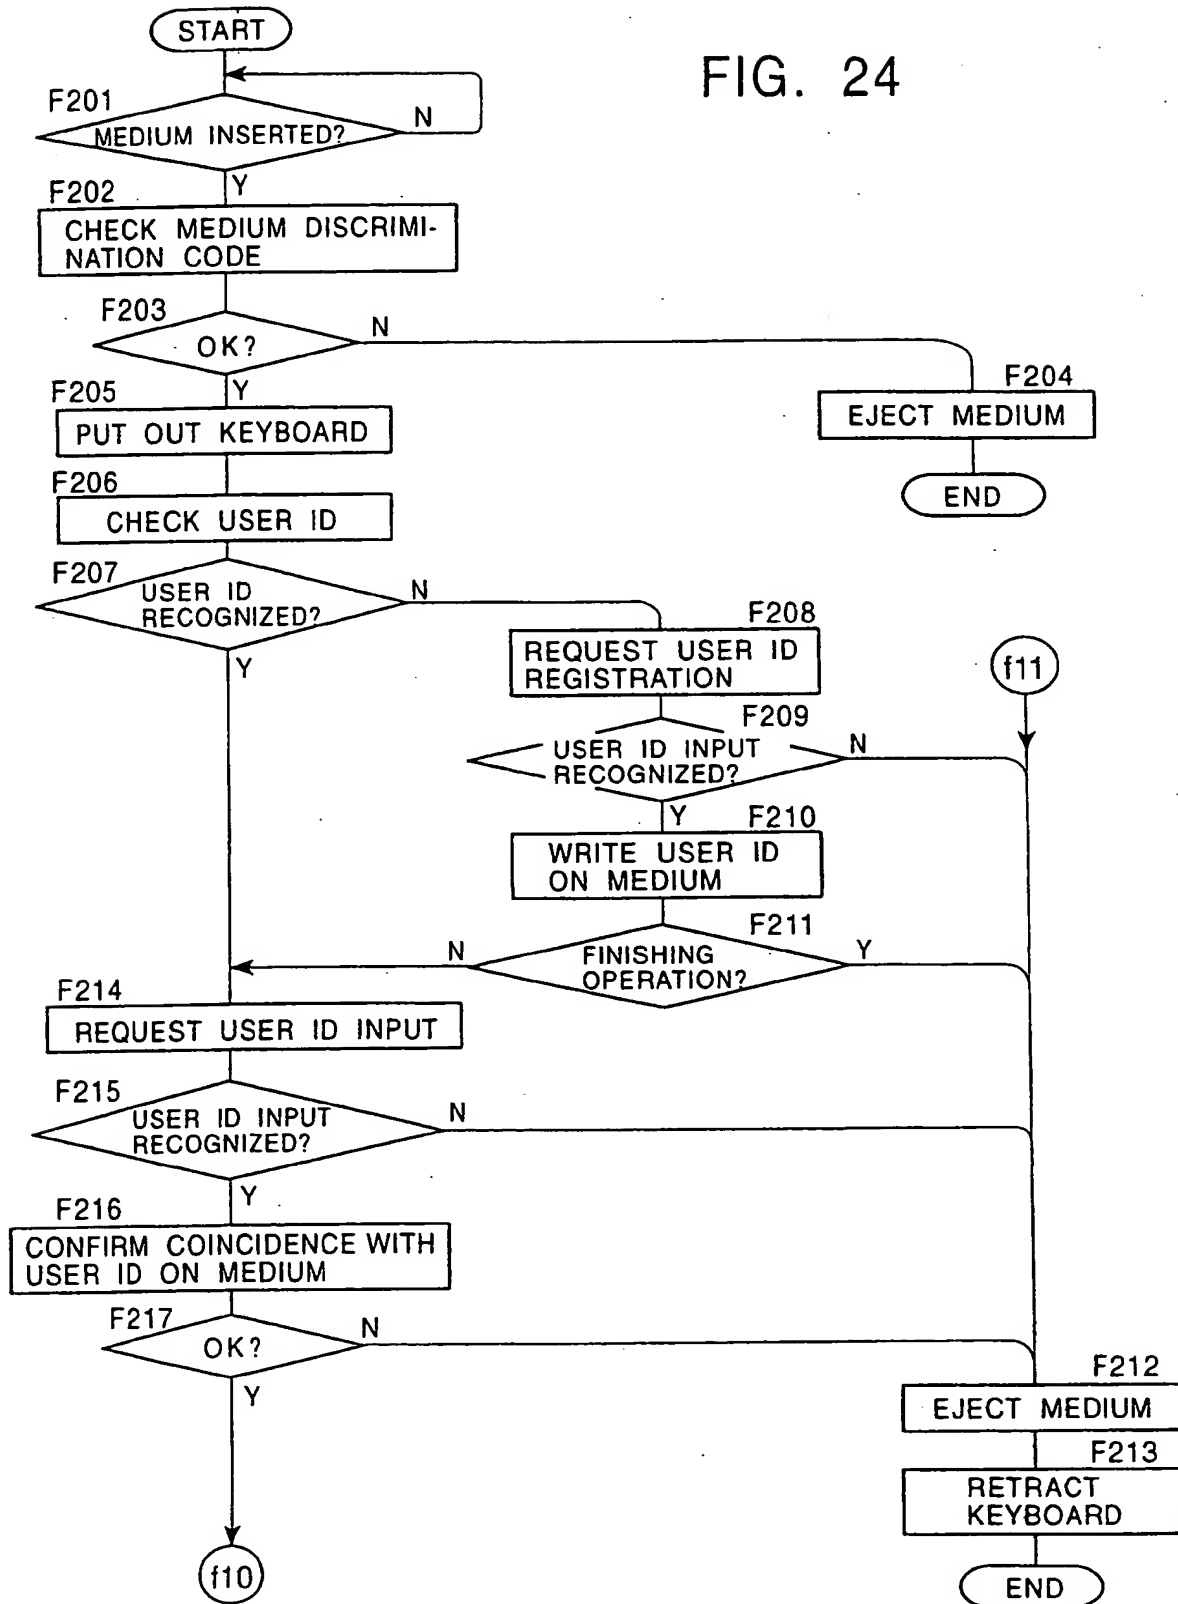 START
FIG. 24
F201
MEDIUM INSERTED?
N
Y
F202
CHECK MEDIUM DISCRIMI-
NATION CODE
F203
OK?
N
Y
F204
EJECT MEDIUM
END
F205
PUT OUT KEYBOARD
F206
CHECK USER ID
F207
USER ID
RECOGNIZED?
N
Y
F208
REQUEST USER ID
REGISTRATION
f11
F209
USER ID INPUT
RECOGNIZED?
N
Y
F210
WRITE USER ID
ON MEDIUM
F211
FINISHING
OPERATION?
N
Y
F214
REQUEST USER ID INPUT
F215
USER ID INPUT
RECOGNIZED?
N
Y
F216
CONFIRM COINCIDENCE WITH
USER ID ON MEDIUM
F217
OK?
N
Y
F212
EJECT MEDIUM
F213
RETRACT
KEYBOARD
f10
END